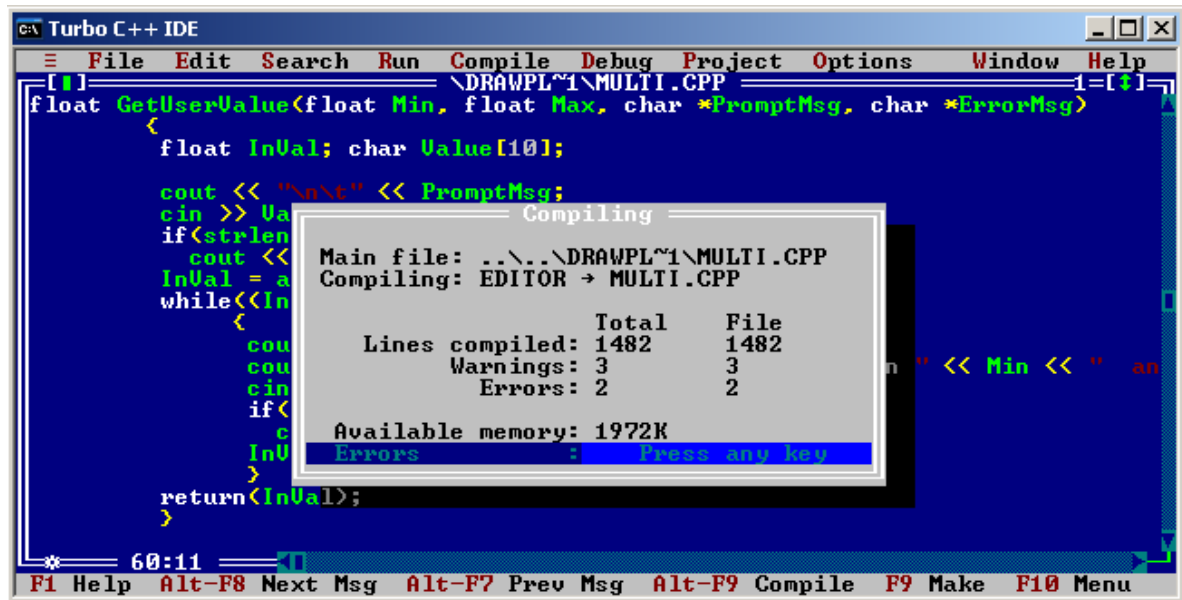 Turbo C++ IDE
≡ File Edit Search Run Compile Debug Project Options Window Help
[■] \DRAWPL~1\MULTI.CPP 1=[↕]
float GetUserValue(float Min, float Max, char *PromptMsg, char *ErrorMsg)
{
float InVal; char Value[10];
cout << "\n\t" << PromptMsg;
cin >> Va
Compiling
if(strlen
cout <<
Main file: ..\..\DRAWPL~1\MULTI.CPP
InVal = a
Compiling: EDITOR → MULTI.CPP
while((In
{
Total File
cou
Lines compiled: 1482 1482
cou
Warnings: 3 3
n " << Min << " an
cin
Errors: 2 2
if(
c
Available memory: 1972K
InV
Errors : Press any key
}
return(InVal);
}
60:11
F1 Help Alt-F8 Next Msg Alt-F7 Prev Msg Alt-F9 Compile F9 Make F10 Menu